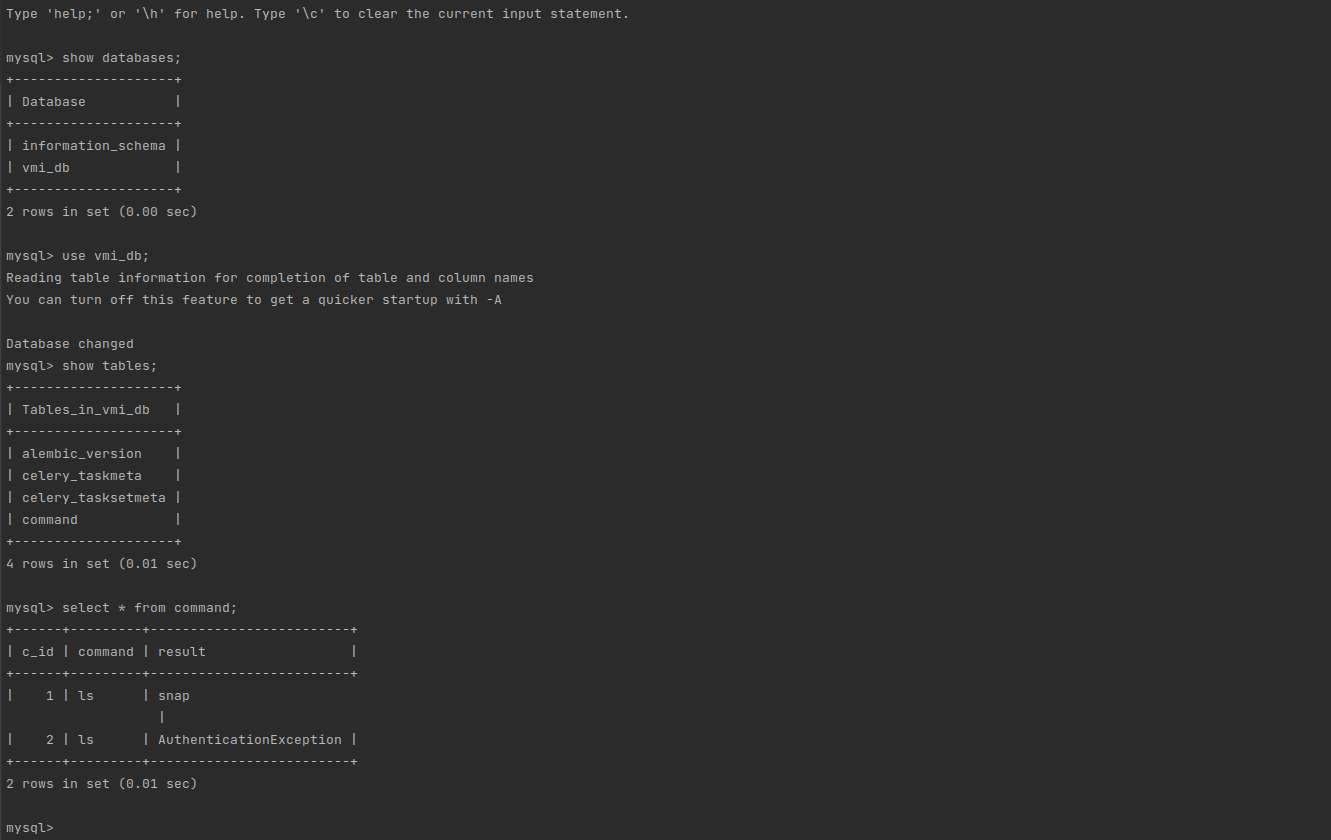 Type 'help;' or '\h' for help. Type '\c' to clear the current input statement.

mysql> show databases;
+--------------------+
| Database           |
+--------------------+
| information_schema |
| vmi_db             |
+--------------------+
2 rows in set (0.00 sec)

mysql> use vmi_db;
Reading table information for completion of table and column names
You can turn off this feature to get a quicker startup with -A

Database changed
mysql> show tables;
+--------------------+
| Tables_in_vmi_db   |
+--------------------+
| alembic_version    |
| celery_taskmeta    |
| celery_tasksetmeta |
| command            |
+--------------------+
4 rows in set (0.01 sec)

mysql> select * from command;
+------+---------+-------------------------+
| c_id | command | result                  |
+------+---------+-------------------------+
|    1 | ls      | snap
                   |
|    2 | ls      | AuthenticationException |
+------+---------+-------------------------+
2 rows in set (0.01 sec)

mysql>